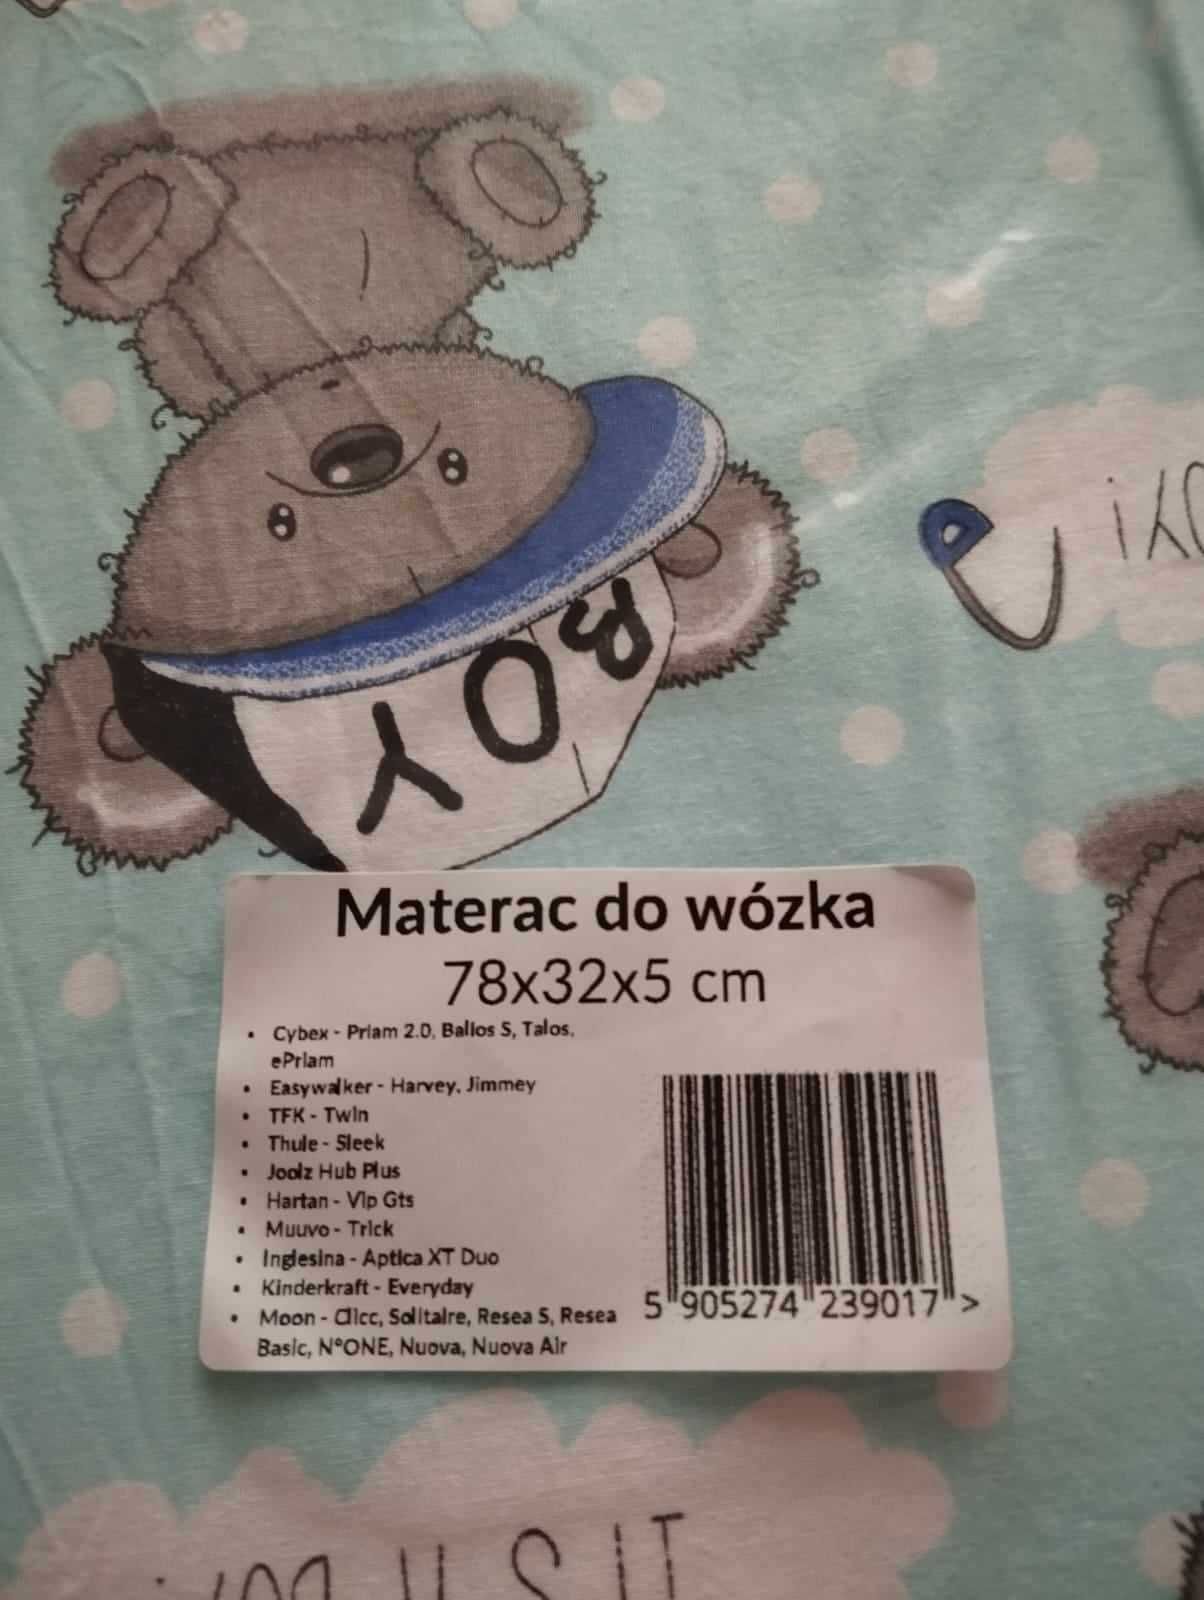 BOY
Materac do wózka
78x32x5 cm
• Cybex - Priam 2.0, Balios S, Talos,
ePriam
• Easywalker - Harvey, Jimmey
• TFK - Twin
• Thule - Sleek
• Joolz Hub Plus
• Hartan - Vip Gts
• Muuvo - Trick
• Inglesina - Aptica XT Duo
• Kinderkraft - Everyday
• Moon - Clicc, Solitaire, Resea S, Resea
Basic, N°ONE, Nuova, Nuova Air
5 905274 239017 >
IT'S A BOY!